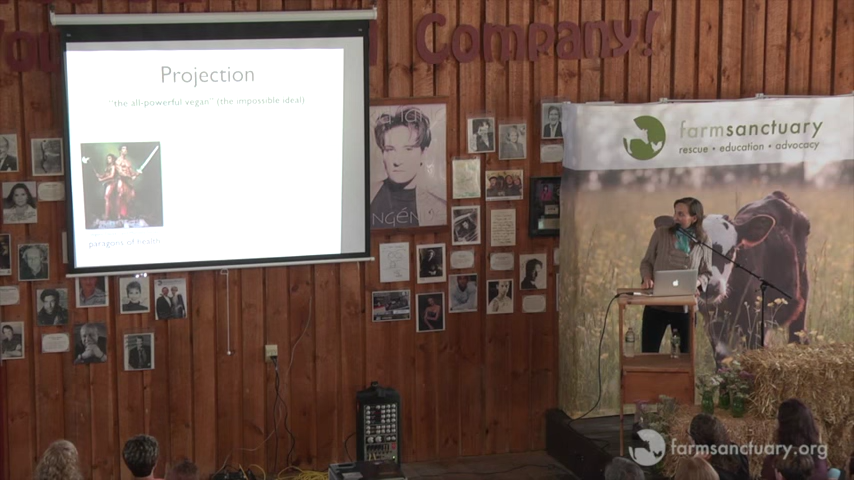 Company!
Projection
"the all-powerful vegan" (the impossible ideal)
paragons of health
farmsanctuary
rescue • education • advocacy
farmsanctuary.org